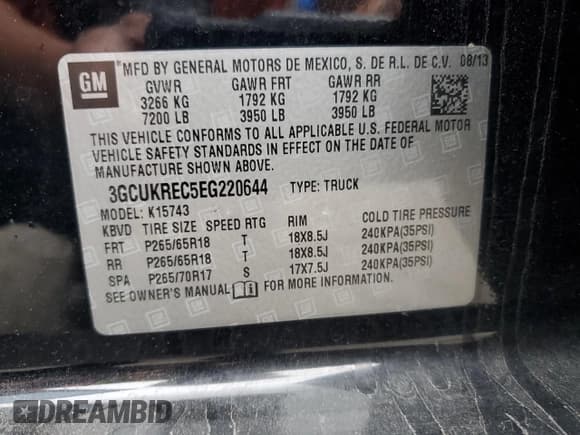 GM MFD BY GENERAL MOTORS DE MEXICO, S. DE R.L. DE C.V. 08/13
GVWR GAWR FRT GAWR RR
3266 KG 1792 KG 1792 KG
7200 LB 3950 LB 3950 LB
THIS VEHICLE CONFORMS TO ALL APPLICABLE U.S. FEDERAL MOTOR
VEHICLE SAFETY STANDARDS IN EFFECT ON THE DATE OF
MANUFACTURE SHOWN ABOVE.
3GCUKREC5EG220644 TYPE: TRUCK
MODEL: K15743
KBVD TIRE SIZE SPEED RTG RIM COLD TIRE PRESSURE
FRT P265/65R18 T 18X8.5J 240KPA(35PSI)
RR P265/65R18 T 18X8.5J 240KPA(35PSI)
SPA P265/70R17 S 17X7.5J 240KPA(35PSI)
SEE OWNER'S MANUAL FOR MORE INFORMATION.
DREAMBID